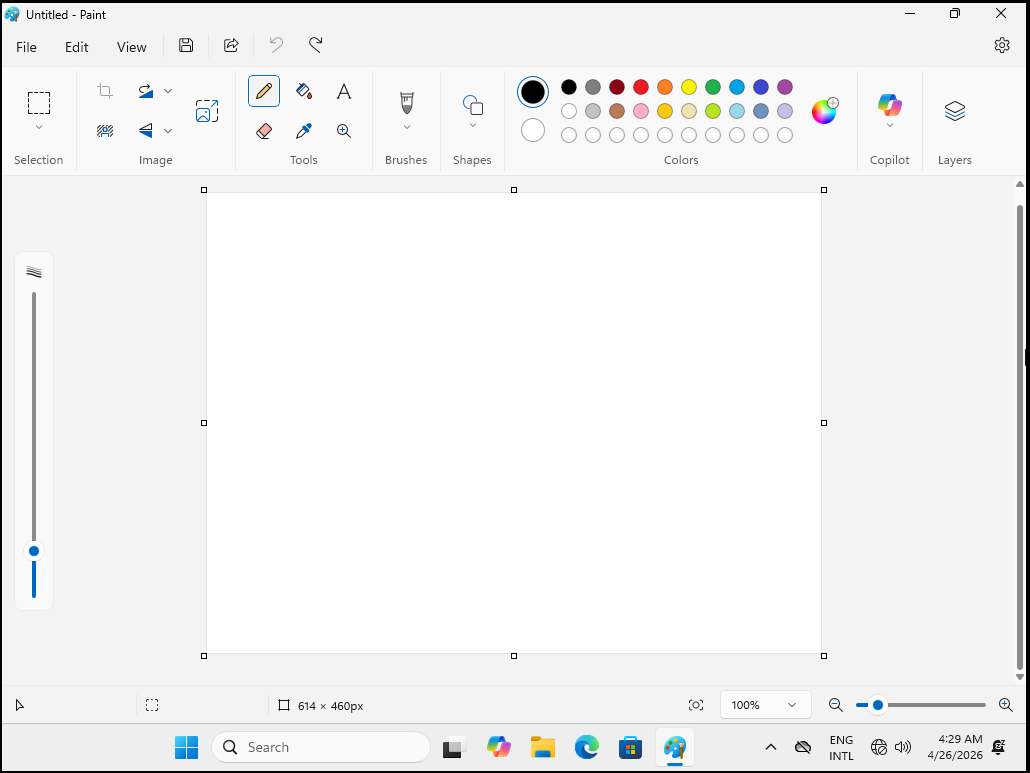 Untitled - Paint
File Edit View
Selection Image Tools Brushes Shapes Colors Copilot Layers
614 × 460px 100%
Search ENG INTL 4:29 AM 4/26/2026